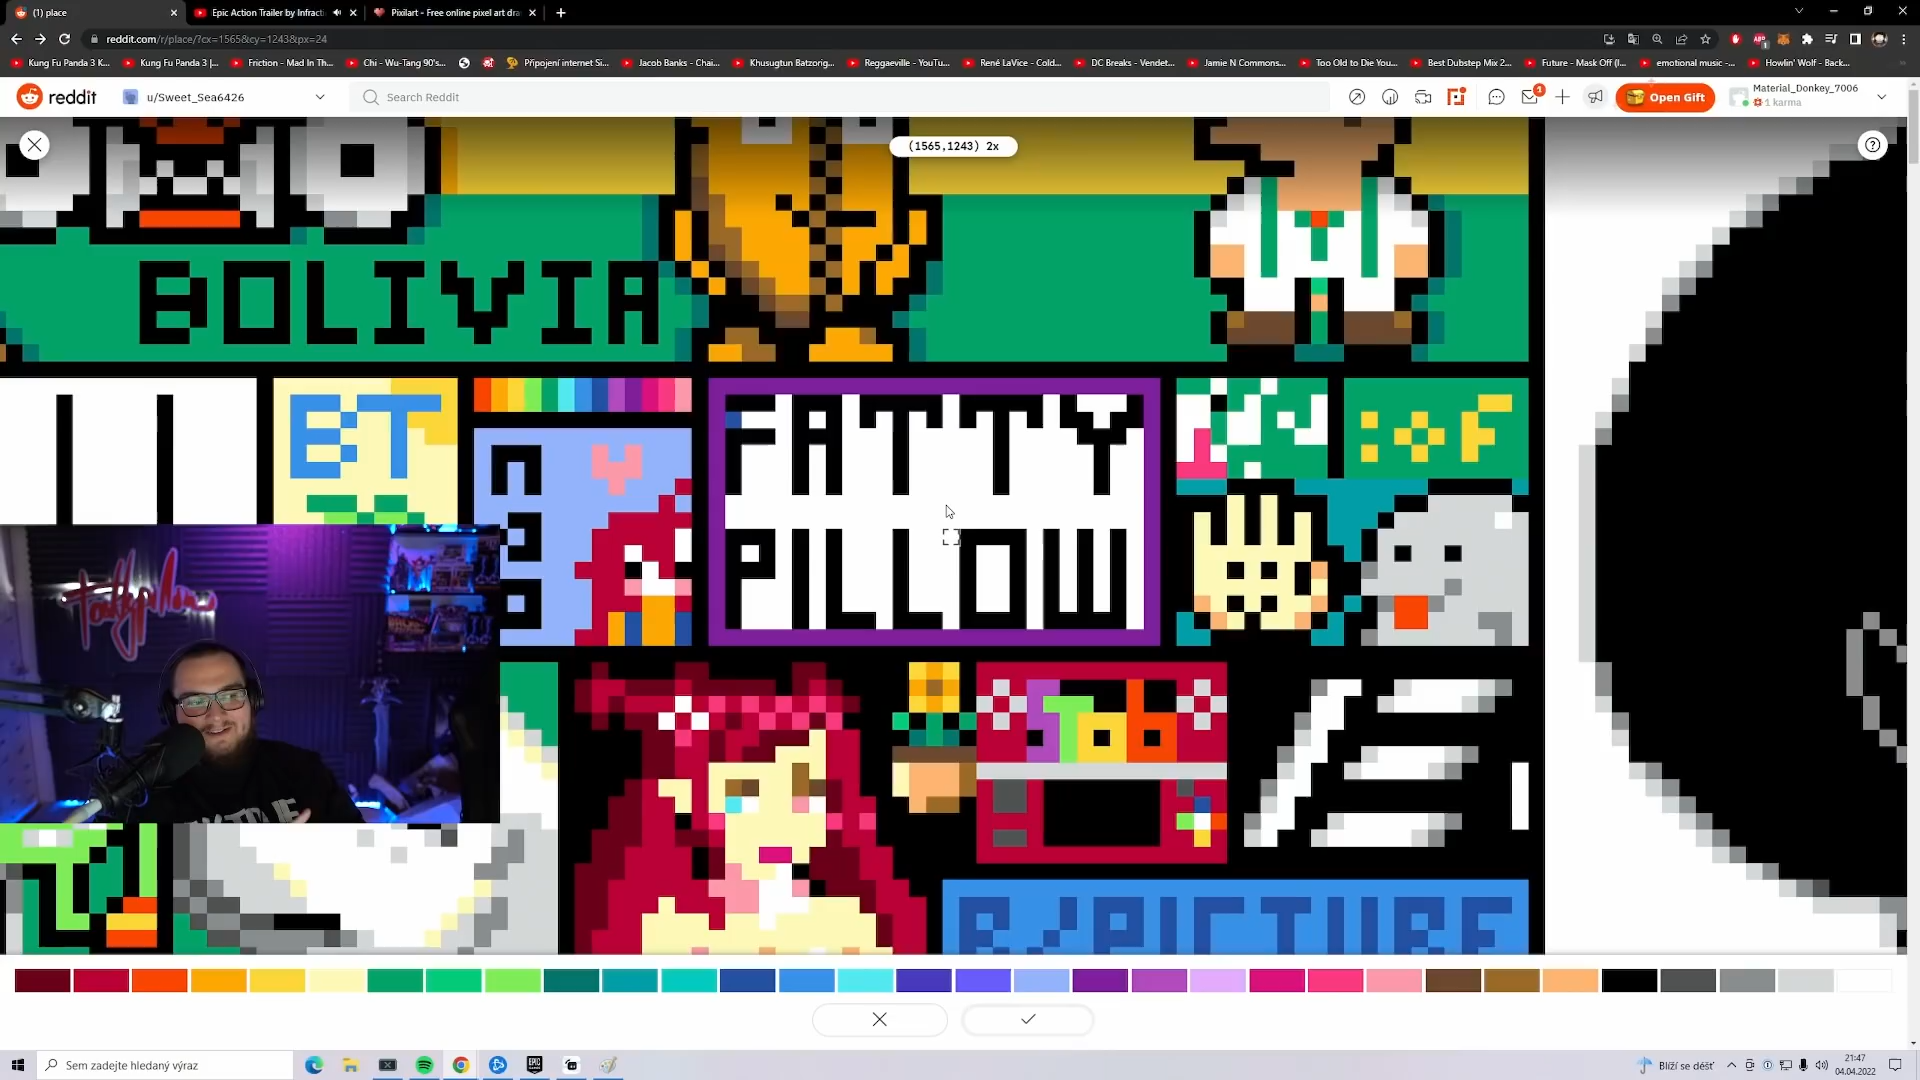 (1) place
Epic Action Trailer by Infract
Pixilart - Free online pixel art dra
reddit.com/r/place/?cx=1565&cy=1243&px=24
Kung Fu Panda 3 K...
Kung Fu Panda 3 |...
Friction - Mad In Th...
Chi - Wu-Tang 90's...
Připojení internet Si...
Jacob Banks - Chai...
Khusugtun Batzorig...
Reggaeville - YouTu...
René LaVice - Cold...
DC Breaks - Vendet...
Jamie N Commons...
Too Old to Die You...
Best Dubstep Mix 2...
Future - Mask Off (I...
emotional music -...
Howlin' Wolf - Back...
reddit
u/Sweet_Sea6426
Search Reddit
1
Open Gift
Material_Donkey_7006
1 karma
(1565,1243) 2x
BOLIVIA
BT
FATTY
PILLOW
:◇F
STab
R/PICTURE
Sem zadejte hledaný výraz
Blíží se déšť
21:47
04.04.2022